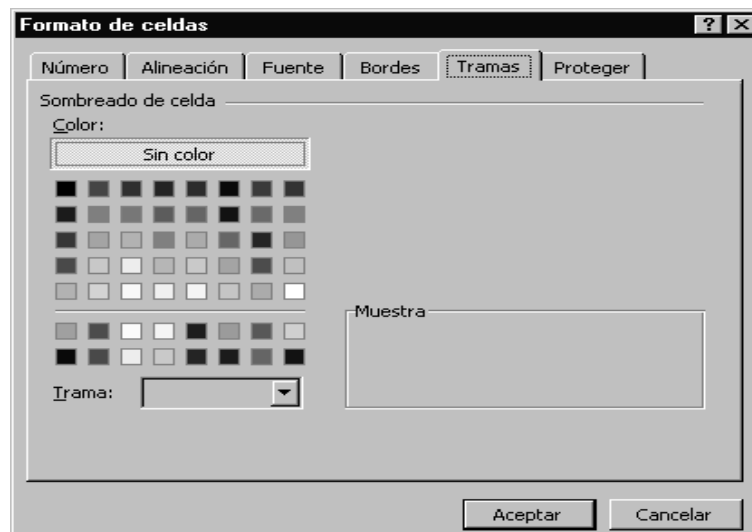 Formato de celdas
Número Alineación Fuente Bordes Tramas Proteger
Sombreado de celda
Color:
Sin color
Muestra
Trama:
Aceptar Cancelar